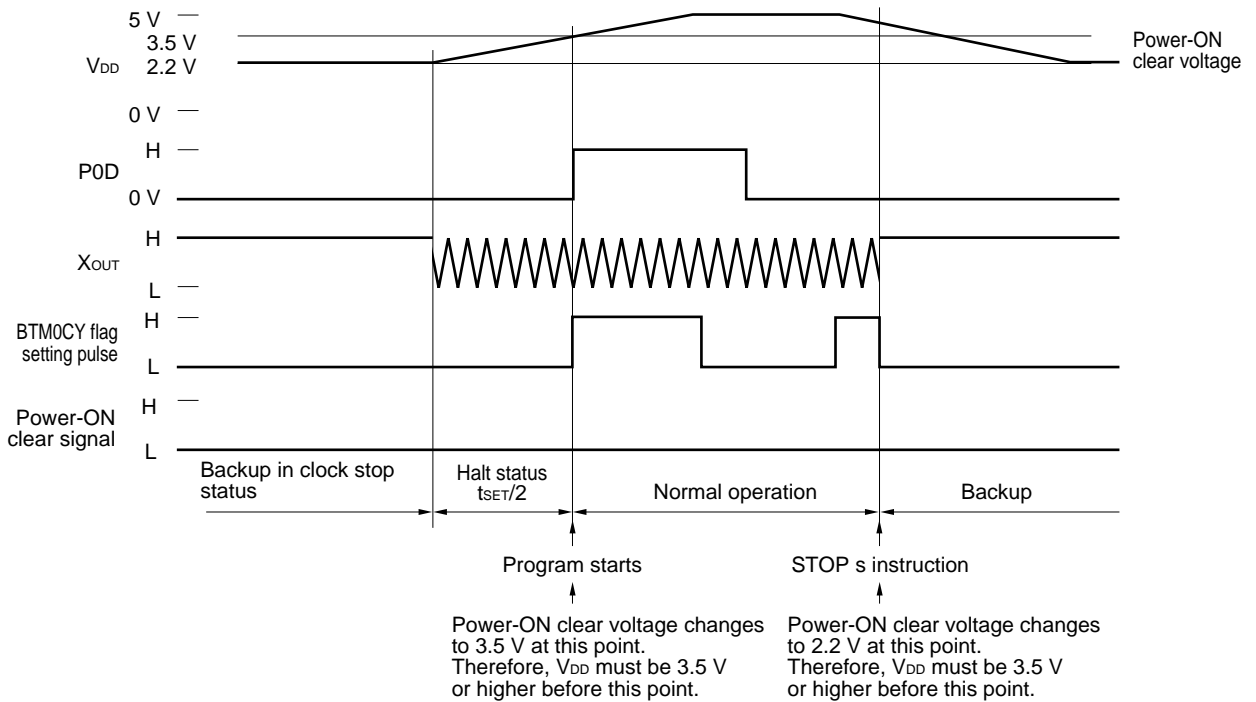 5 V
3.5 V
VDD 2.2 V
Power-ON
clear voltage
0 V
H
P0D
0 V
H
XOUT
L
H
BTM0CY flag
setting pulse
L
H
Power-ON
clear signal
L
Backup in clock stop
status
Halt status
tSET/2
Normal operation
Backup
Program starts
STOP s instruction
Power-ON clear voltage changes
to 3.5 V at this point.
Therefore, VDD must be 3.5 V
or higher before this point.
Power-ON clear voltage changes
to 2.2 V at this point.
Therefore, VDD must be 3.5 V
or higher before this point.